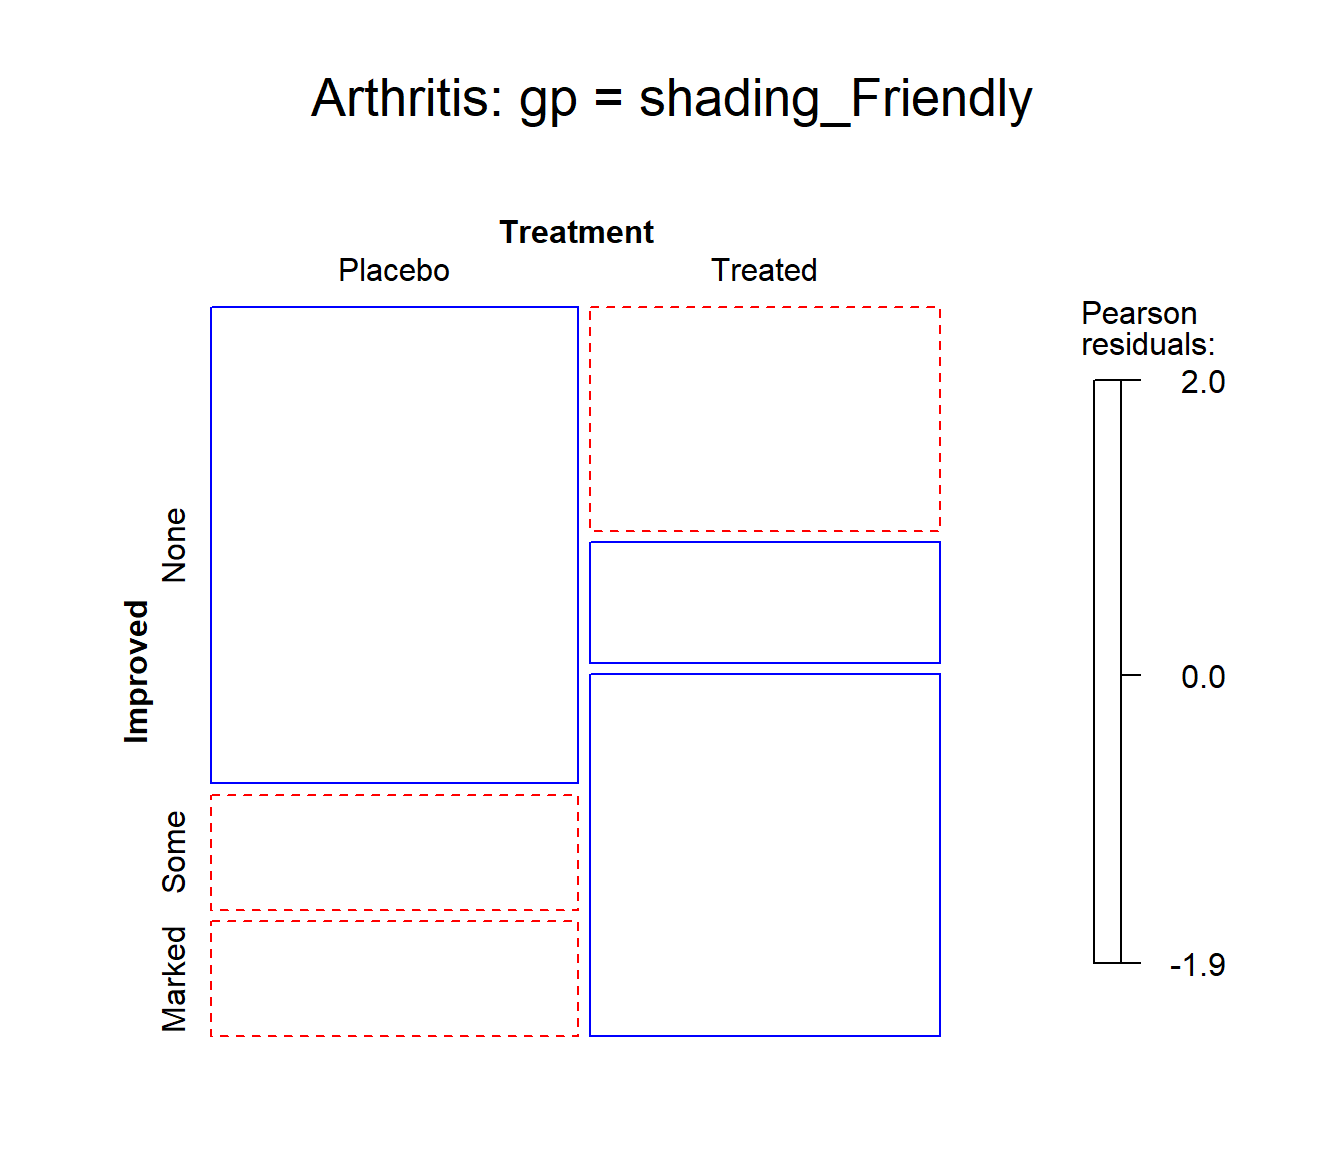 Arthritis: gp = shading_Friendly
Treatment
Placebo Treated
Improved
None
Some
Marked
Pearson
residuals:
2.0
0.0
-1.9